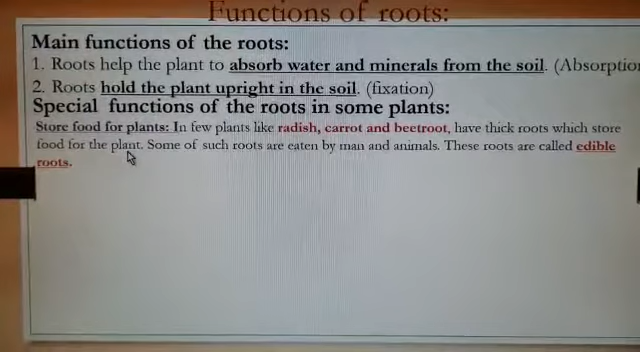 Functions of roots:
Main functions of the roots:
1. Roots help the plant to absorb water and minerals from the soil. (Absorptio
2. Roots hold the plant upright in the soil. (fixation)
Special functions of the roots in some plants:
Store food for plants: In few plants like radish, carrot and beetroot, have thick roots which store
food for the plant. Some of such roots are eaten by man and animals. These roots are called edible
roots.